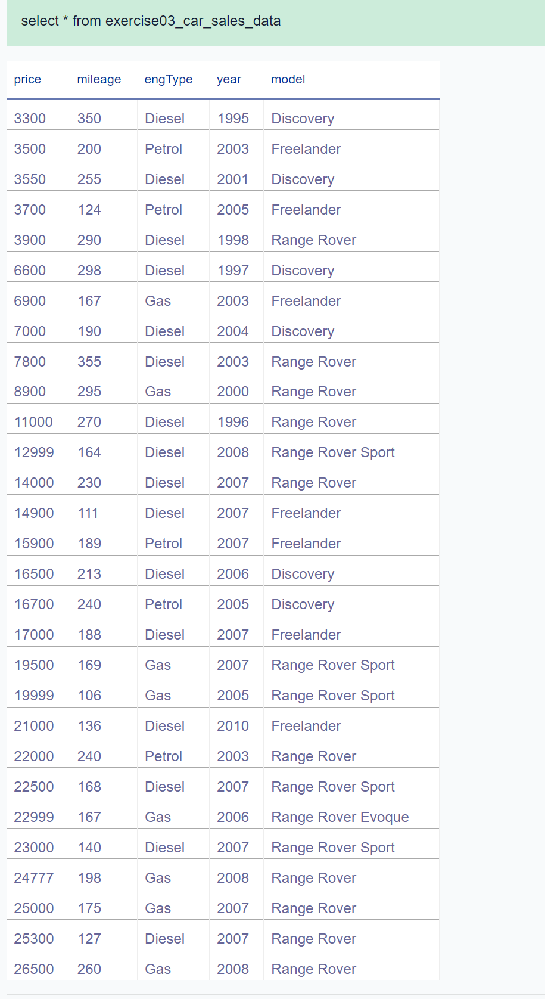 select * from exercise03_car_sales_data
price mileage engType year model
3300 350 Diesel 1995 Discovery
3500 200 Petrol 2003 Freelander
3550 255 Diesel 2001 Discovery
3700 124 Petrol 2005 Freelander
3900 290 Diesel 1998 Range Rover
6600 298 Diesel 1997 Discovery
6900 167 Gas 2003 Freelander
7000 190 Diesel 2004 Discovery
7800 355 Diesel 2003 Range Rover
8900 295 Gas 2000 Range Rover
11000 270 Diesel 1996 Range Rover
12999 164 Diesel 2008 Range Rover Sport
14000 230 Diesel 2007 Range Rover
14900 111 Diesel 2007 Freelander
15900 189 Petrol 2007 Freelander
16500 213 Diesel 2006 Discovery
16700 240 Petrol 2005 Discovery
17000 188 Diesel 2007 Freelander
19500 169 Gas 2007 Range Rover Sport
19999 106 Gas 2005 Range Rover Sport
21000 136 Diesel 2010 Freelander
22000 240 Petrol 2003 Range Rover
22500 168 Diesel 2007 Range Rover Sport
22999 167 Gas 2006 Range Rover Evoque
23000 140 Diesel 2007 Range Rover Sport
24777 198 Gas 2008 Range Rover
25000 175 Gas 2007 Range Rover
25300 127 Diesel 2007 Range Rover
26500 260 Gas 2008 Range Rover